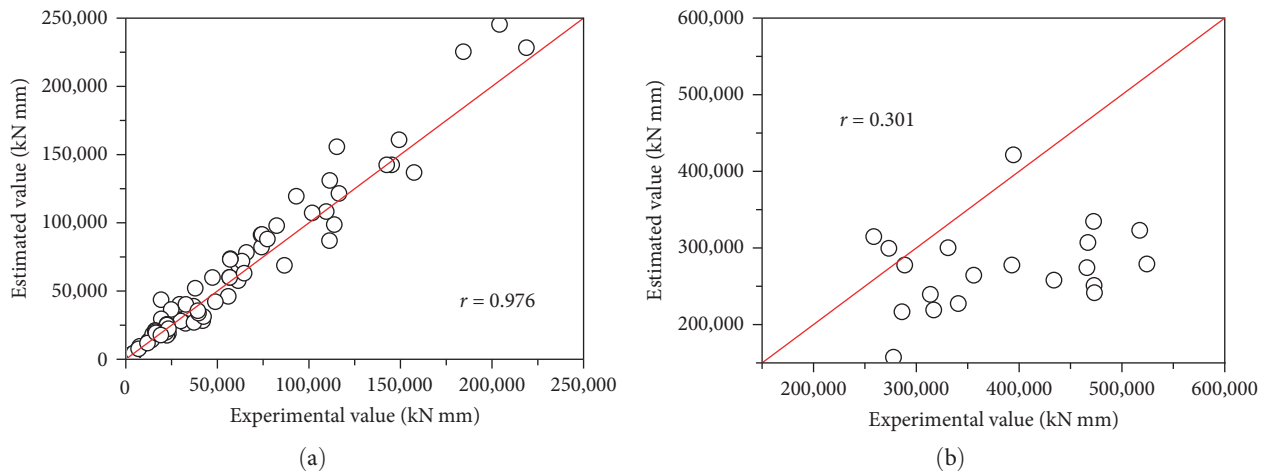 250,000
200,000
150,000
100,000
50,000
0
Estimated value (kN mm)
r = 0.976
0
50,000
100,000
150,000
200,000
250,000
Experimental value (kN mm)
(a)
600,000
500,000
400,000
300,000
200,000
Estimated value (kN mm)
r = 0.301
200,000
300,000
400,000
500,000
600,000
Experimental value (kN mm)
(b)